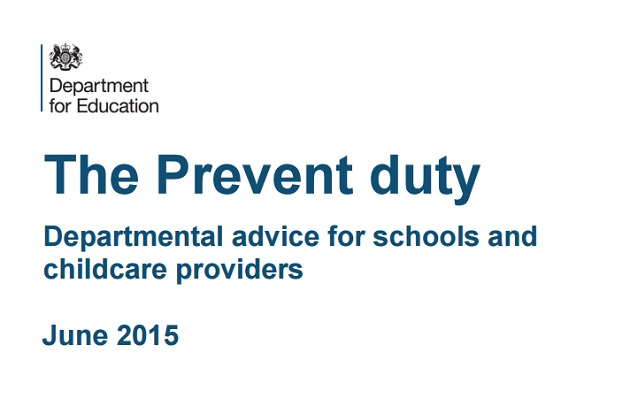 Department
for Education
The Prevent duty
Departmental advice for schools and
childcare providers
June 2015